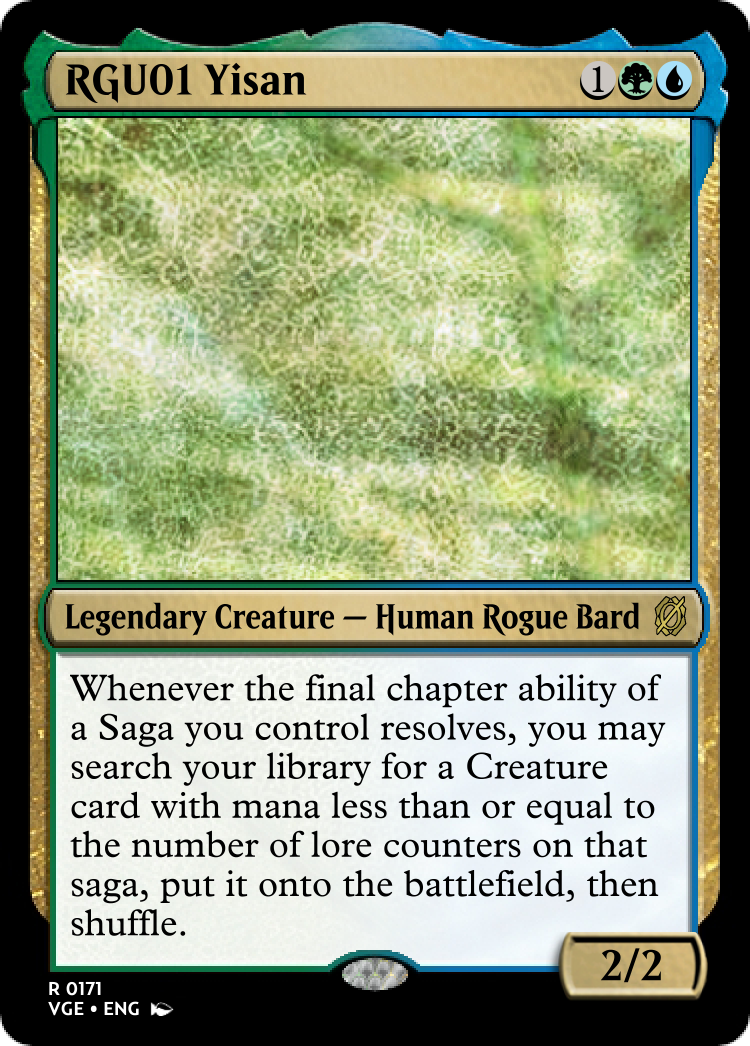 RGU01 Yisan 1
Legendary Creature — Human Rogue Bard
Whenever the final chapter ability of
a Saga you control resolves, you may
search your library for a Creature
card with mana less than or equal to
the number of lore counters on that
saga, put it onto the battlefield, then
shuffle.
2/2
R 0171
VGE • ENG